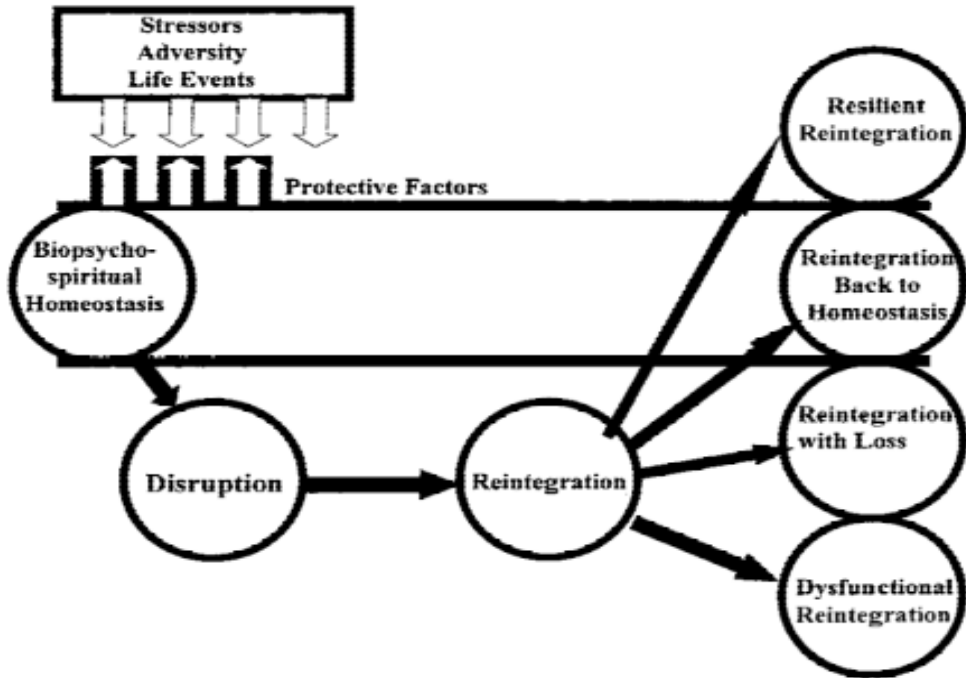 Stressors
Adversity
Life Events
Protective Factors
Biopsycho-
spiritual
Homeostasis
Disruption
Reintegration
Resilient
Reintegration
Reintegration
Back to
Homeostasis
Reintegration
with Loss
Dysfunctional
Reintegration